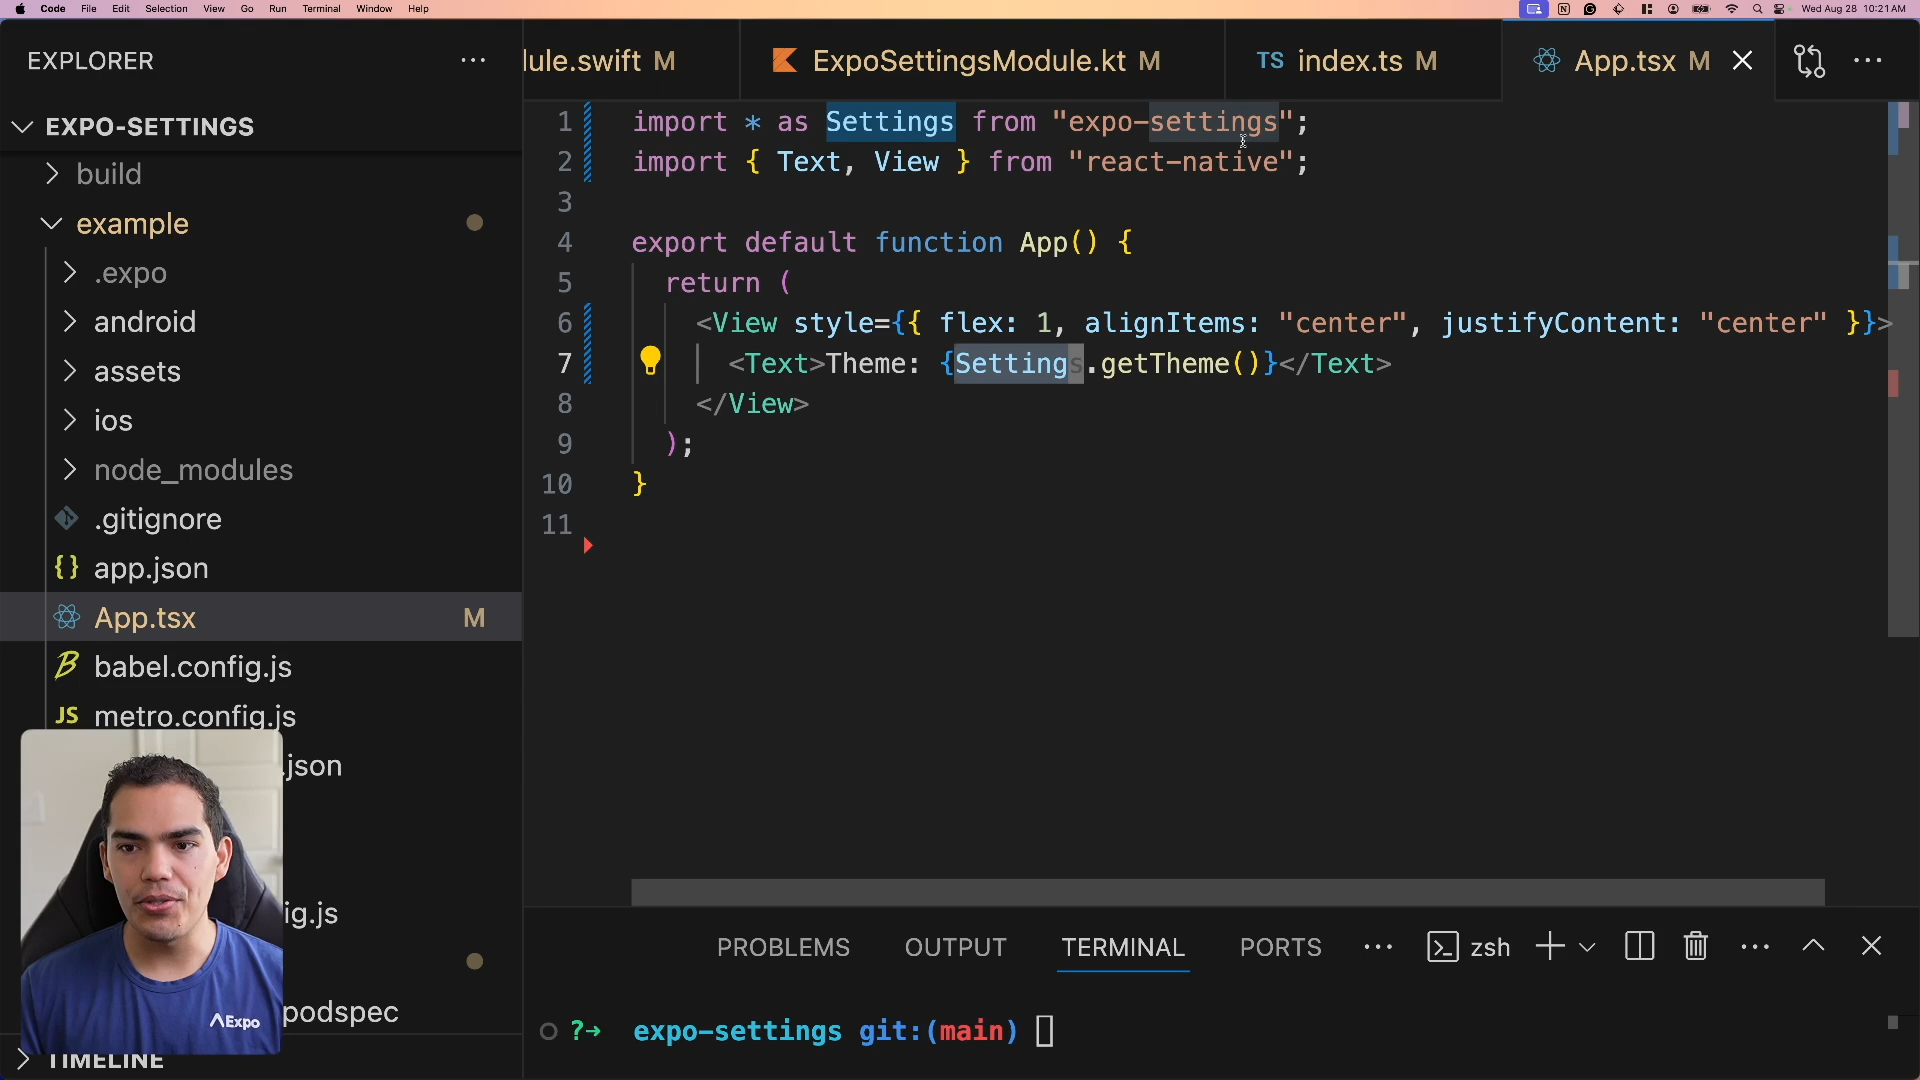 Code File Edit Selection View Go Run Terminal Window Help Wed Aug 28 10:21 AM
EXPLORER
EXPO-SETTINGS
build
example
.expo
android
assets
ios
node_modules
.gitignore
app.json
App.tsx M
babel.config.js
JS metro.config.js
.json
ig.js
podspec
TIMELINE
Expo
lule.swift M
ExpoSettingsModule.kt M
TS index.ts M
App.tsx M
1 import * as Settings from "expo-settings";
2 import { Text, View } from "react-native";
3
4 export default function App() {
5 return (
6 <View style={{ flex: 1, alignItems: "center", justifyContent: "center" }}>
7 <Text>Theme: {Settings.getTheme()}</Text>
8 </View>
9 );
10 }
11
PROBLEMS OUTPUT TERMINAL PORTS zsh
?→ expo-settings git:(main)